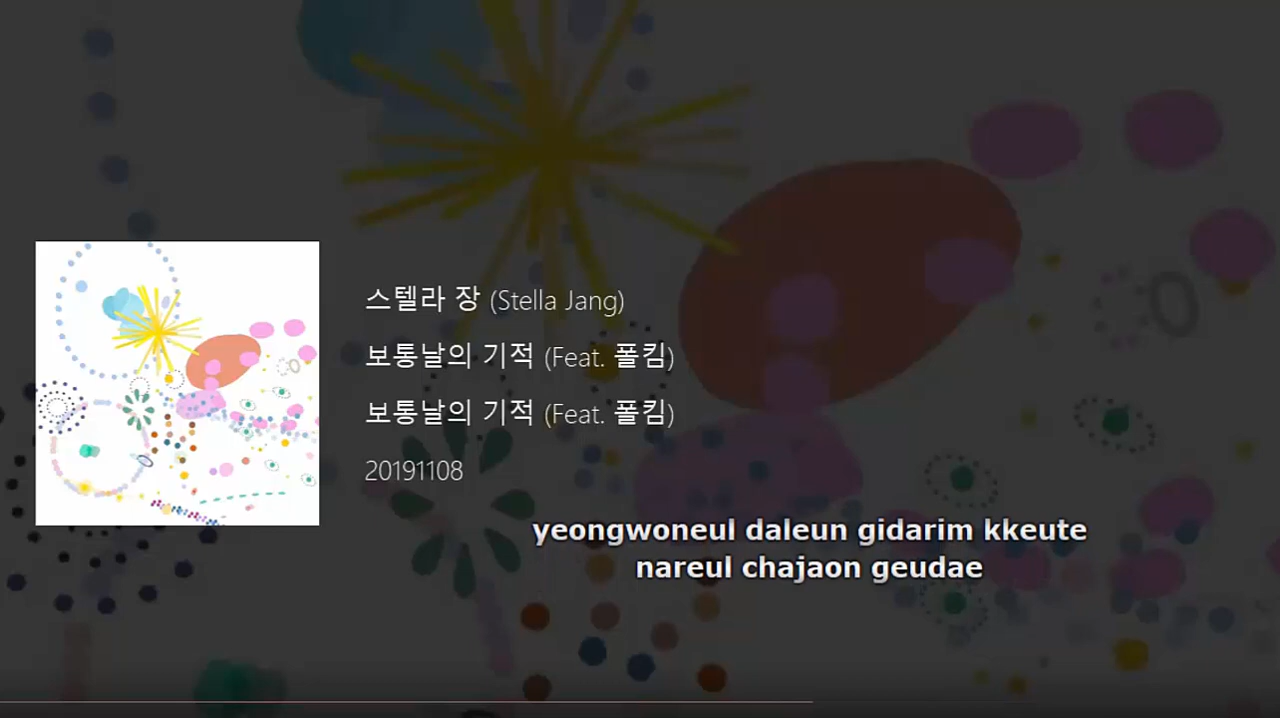 스텔라 장 (Stella Jang)
보통날의 기적 (Feat. 폴킴)
보통날의 기적 (Feat. 폴킴)
20191108
yeongwoneul daleun gidarim kkeute
nareul chajaon geudae